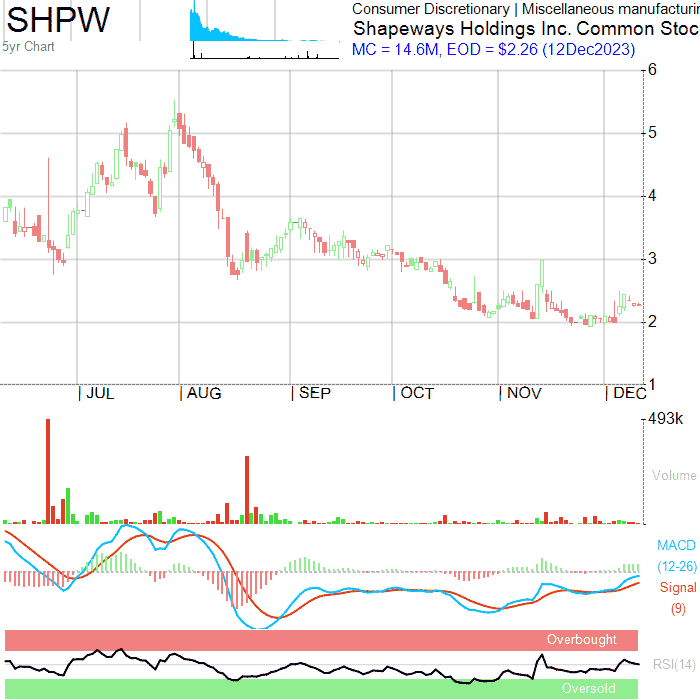 SHPW
5yr Chart
Consumer Discretionary | Miscellaneous manufacturin
Shapeways Holdings Inc. Common Stoc
MC = 14.6M, EOD = $2.26 (12Dec2023)
6
5
4
3
2
1
| JUL | AUG | SEP | OCT | NOV | DEC
493k
Volume
MACD
(12-26)
Signal
(9)
Overbought
RSI(14)
Oversold